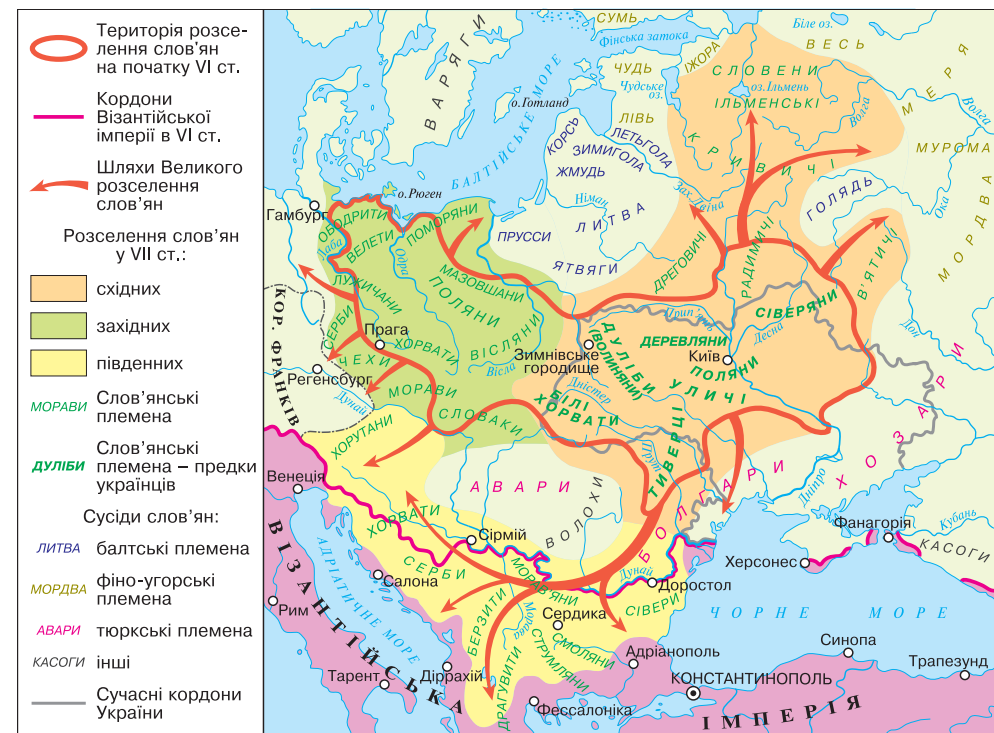 Територія розсе-
лення слов'ян
на початку VI ст.
Кордони
Візантійської
імперії в VI ст.
Шляхи Великого
розселення
слов'ян
Розселення слов'ян
у VII ст.:
східних
західних
південних
МОРАВИ
Слов'янські
племена
ДУЛІБИ
Слов'янські
племена – предки
українців
Сусіди слов'ян:
ЛИТВА
балтські племена
МОРДВА
фіно-угорські
племена
АВАРИ
тюркські племена
КАСОГИ
інші
Сучасні кордони
України
ВАРЯГИ
СУМЬ
Фінська затока
ІЖОРА
Біле оз.
ВЕСЬ
ЧУДЬ
Чудське
оз.
СЛОВЕНИ
оз.Ільмень
ІЛЬМЕНСЬКІ
Волга
Волга
МЕРЯ
МУРОМА
МОРДВА
Ока
о.Готланд
БАЛТІЙСЬКЕ МОРЕ
ЛІВЬ
КОРСЬ
ЛЕТЬГОЛА
ЗИМИГОЛА
ЖМУДЬ
КРИВИЧІ
Зах. Двіна
ГОЛЯДЬ
Німан
ЛИТВА
ПРУССИ
ЯТВЯГИ
о.Рюген
Гамбург
БОДРИТИ
Лаба
ВЕЛЕТИ
ПОМОРЯНИ
Одра
МАЗОВШАНИ
ПОЛЯНИ
ЛУЖИЧАНИ
СЕРБИ
Прага
ХОРВАТИ
ВІСЛЯНИ
Вісла
ЧЕХИ
КОР. ФРАНКІВ
Регенсбург
Дунай
МОРАВИ
СЛОВАКИ
ДРЕГОВИЧІ
РАДИМИЧІ
В'ЯТИЧІ
СІВЕРЯНИ
Прип'ять
Десна
Дон
Зимнівське
городище
ДУЛІБИ
(ВОЛИНЯНИ)
ДЕРЕВЛЯНИ
Київ
ПОЛЯНИ
УЛИЧІ
Дністер
БІЛІ
ХОРВАТИ
ТИВЕРЦІ
Прут
ХОЗАРИ
Дніпро
БОЛГАРИ
ХОРУТАНИ
Венеція
АВАРИ
ВОЛОХИ
ХОРВАТИ
Сірмій
Фанагорія
Кубань
КАСОГИ
Херсонес
АДРІАТИЧНЕ МОРЕ
Салона
СЕРБИ
МОРАВ'ЯНИ
Морава
Дунай
Доростол
СІВЕРИ
Сердика
ЧОРНЕ МОРЕ
Рим
БЕРЗИТИ
СМОЛЯНИ
СТРУМЛЯНИ
ДРАГУВИТИ
Адріанополь
Синопа
Трапезунд
Тарент
Діррахій
КОНСТАНТИНОПОЛЬ
Фессалоніка
ВІЗАНТІЙСЬКА
ІМПЕРІЯ